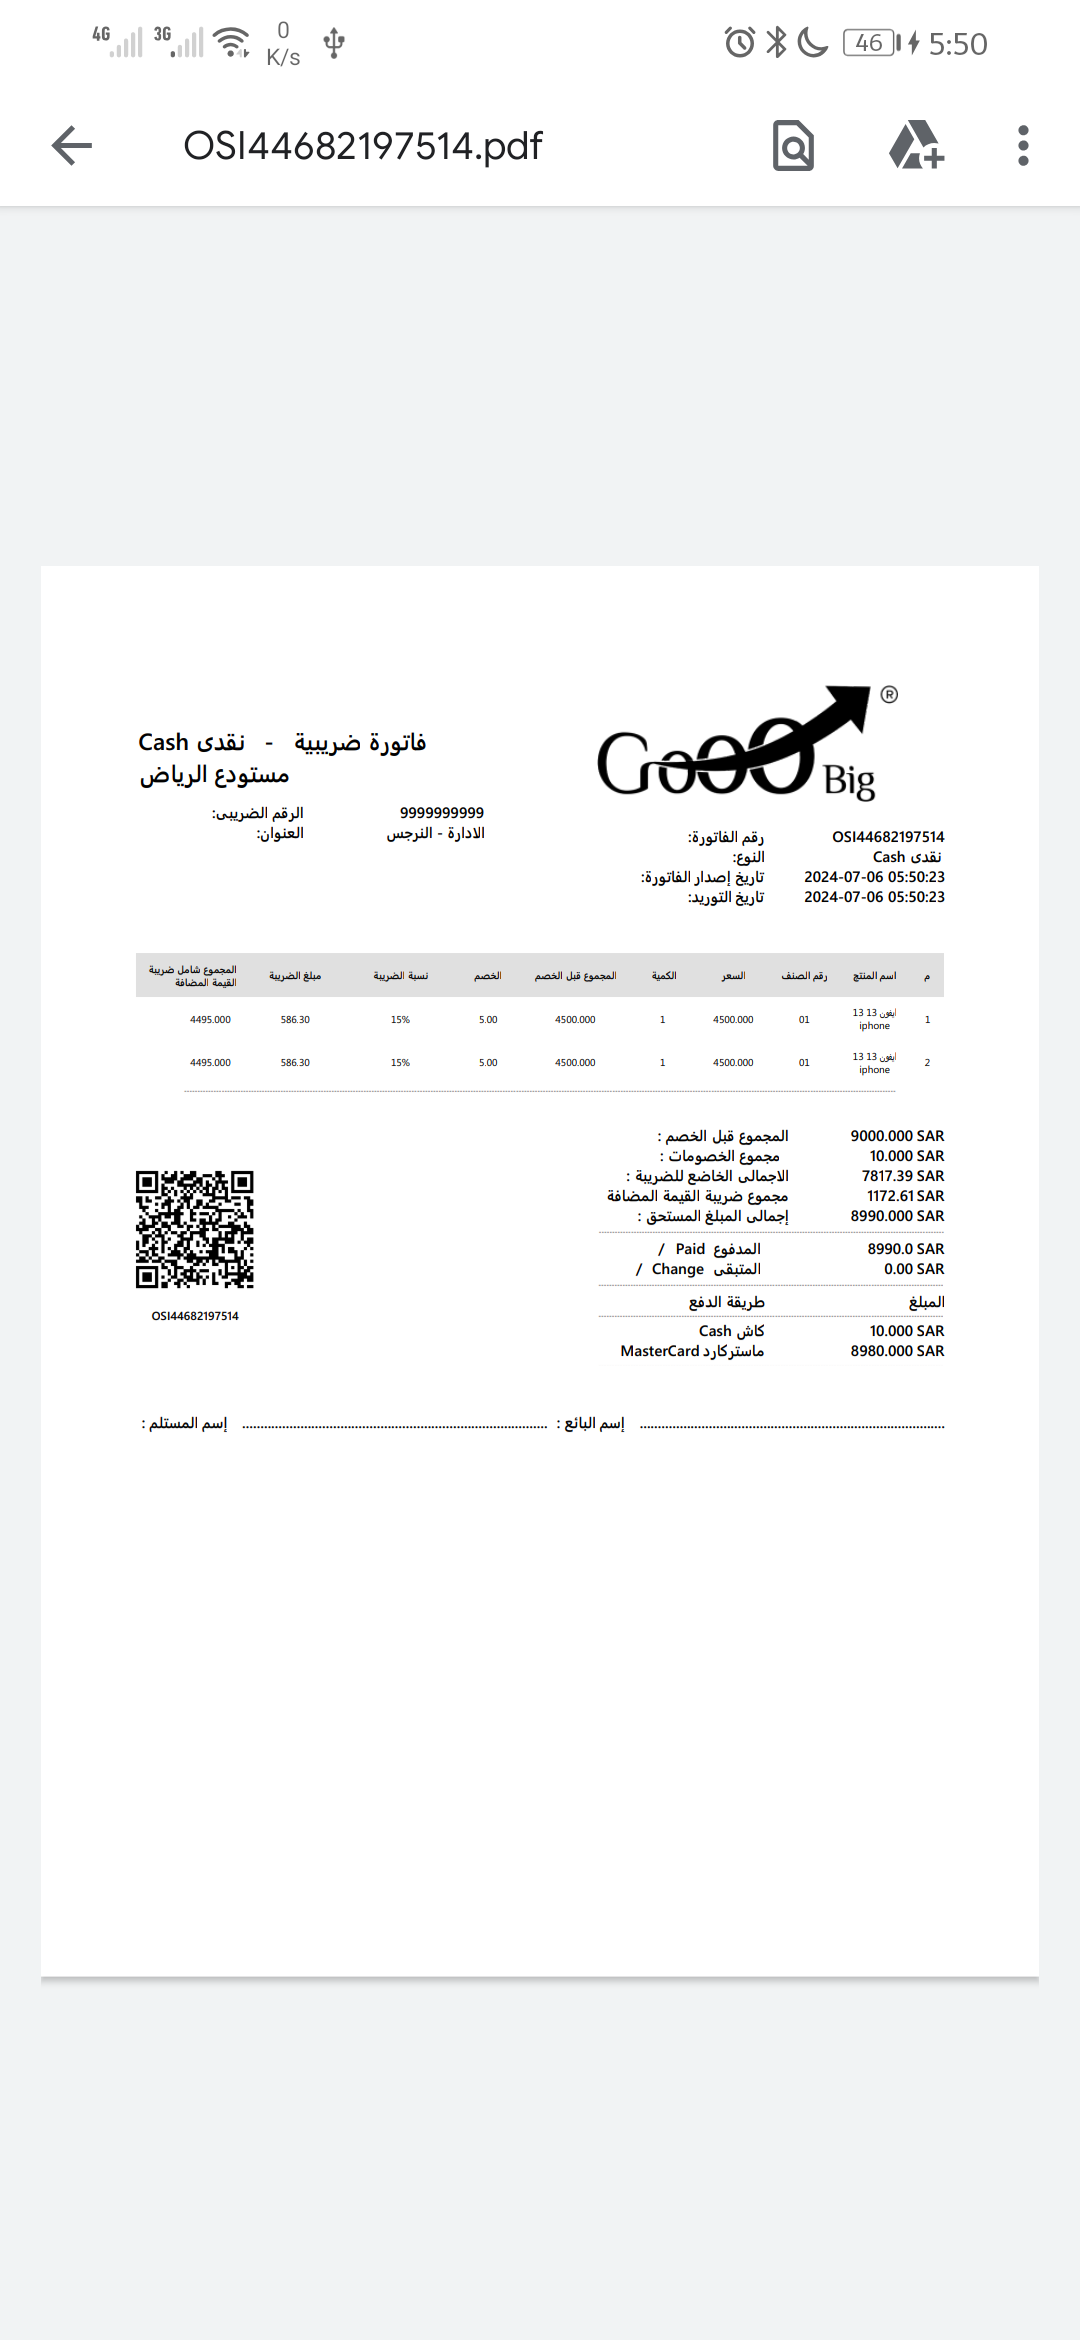 4G 3G 0 K/s 46 5:50
OSI44682197514.pdf
GoOO Big ®
فاتورة ضريبية - نقدى Cash
مستودع الرياض
الرقم الضريبى: 9999999999
العنوان: الادارة - النرجس
رقم الفاتورة: OSI44682197514
النوع: نقدى Cash
تاريخ إصدار الفاتورة: 2024-07-06 05:50:23
تاريخ التوريد: 2024-07-06 05:50:23
م اسم المنتج رقم الصنف السعر الكمية المجموع قبل الخصم الخصم نسبة الضريبة مبلغ الضريبة المجموع شامل ضريبة القيمة المضافة
1 ايفون 13 13 iphone 01 4500.000 1 4500.000 5.00 15% 586.30 4495.000
2 ايفون 13 13 iphone 01 4500.000 1 4500.000 5.00 15% 586.30 4495.000
المجموع قبل الخصم : 9000.000 SAR
مجموع الخصومات : 10.000 SAR
الاجمالى الخاضع للضريبة : 7817.39 SAR
مجموع ضريبة القيمة المضافة 1172.61 SAR
إجمالى المبلغ المستحق : 8990.000 SAR
المدفوع Paid / 8990.0 SAR
المتبقى Change / 0.00 SAR
طريقة الدفع المبلغ
كاش Cash 10.000 SAR
ماستركارد MasterCard 8980.000 SAR
OSI44682197514
إسم البائع : إسم المستلم :